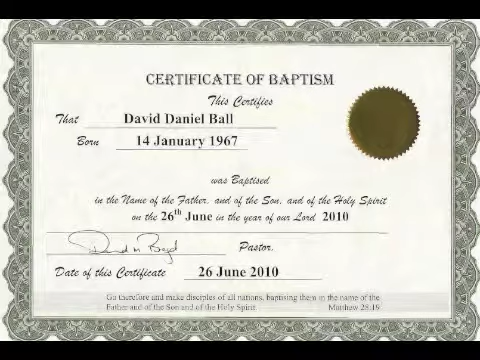 CERTIFICATE OF BAPTISM
This Certifies
That David Daniel Ball
Born 14 January 1967
was Baptised
in the Name of the Father, and of the Son, and of the Holy Spirit
on the 26th June in the year of our Lord 2010
Pastor.
Date of this Certificate 26 June 2010
Go therefore and make disciples of all nations, baptising them in the name of the
Father and of the Son and of the Holy Spirit. Matthew 28:19